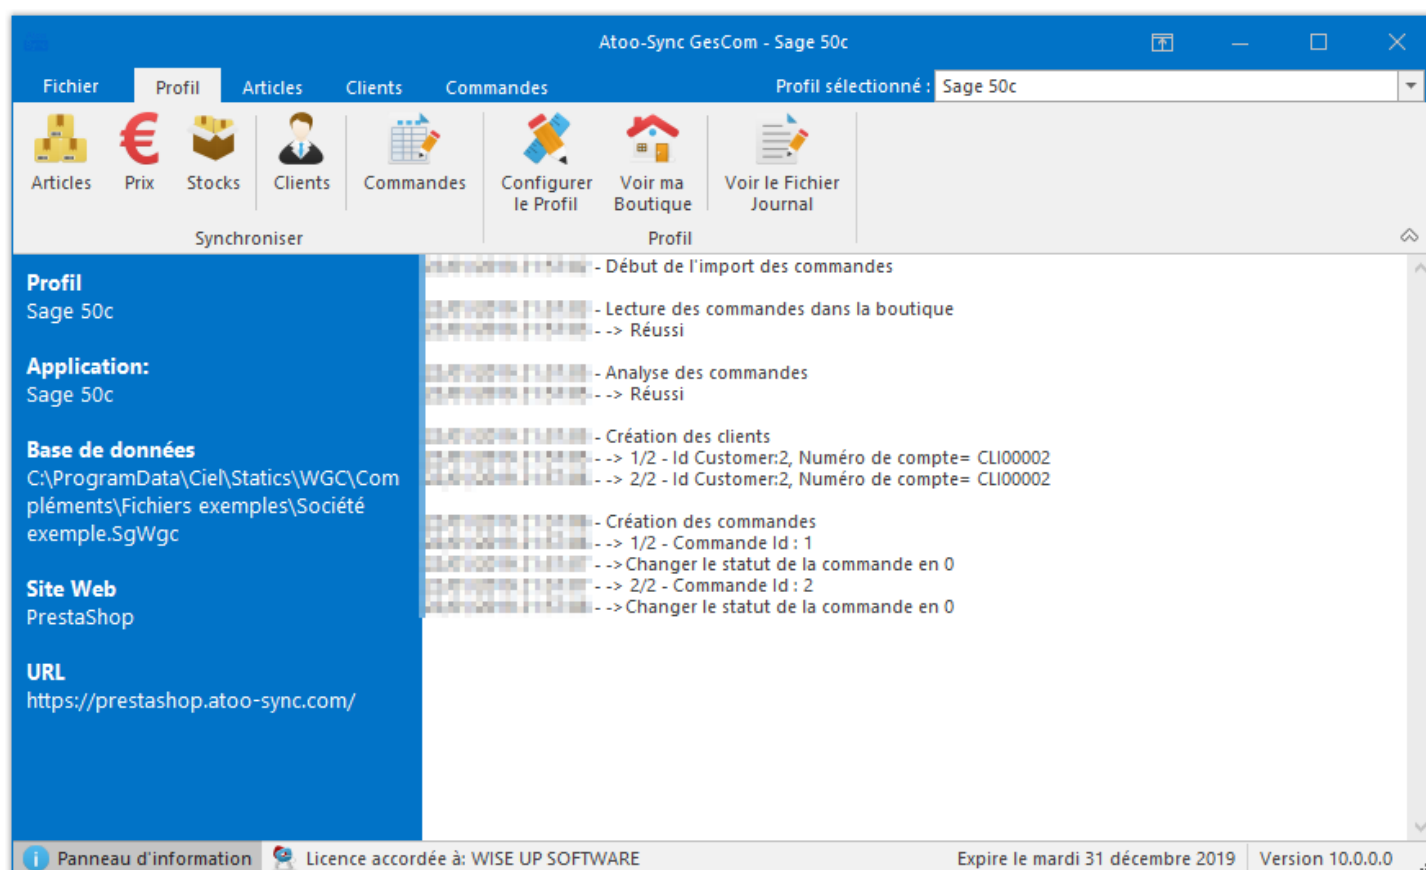 Atoo-Sync GesCom - Sage 50c
Fichier Profil Articles Clients Commandes Profil sélectionné : Sage 50c
Articles Prix Stocks Clients Commandes Configurer le Profil Voir ma Boutique Voir le Fichier Journal
Synchroniser Profil
Profil
Sage 50c
Application:
Sage 50c
Base de données
C:\ProgramData\Ciel\Statics\WGC\Com
pléments\Fichiers exemples\Société
exemple.SgWgc
Site Web
PrestaShop
URL
https://prestashop.atoo-sync.com/
- Début de l'import des commandes
- Lecture des commandes dans la boutique
- --> Réussi
- Analyse des commandes
- --> Réussi
- Création des clients
- --> 1/2 - Id Customer:2, Numéro de compte= CLI00002
- --> 2/2 - Id Customer:2, Numéro de compte= CLI00002
- Création des commandes
- --> 1/2 - Commande Id : 1
- -->Changer le statut de la commande en 0
- --> 2/2 - Commande Id : 2
- -->Changer le statut de la commande en 0
Panneau d'information Licence accordée à: WISE UP SOFTWARE Expire le mardi 31 décembre 2019 Version 10.0.0.0